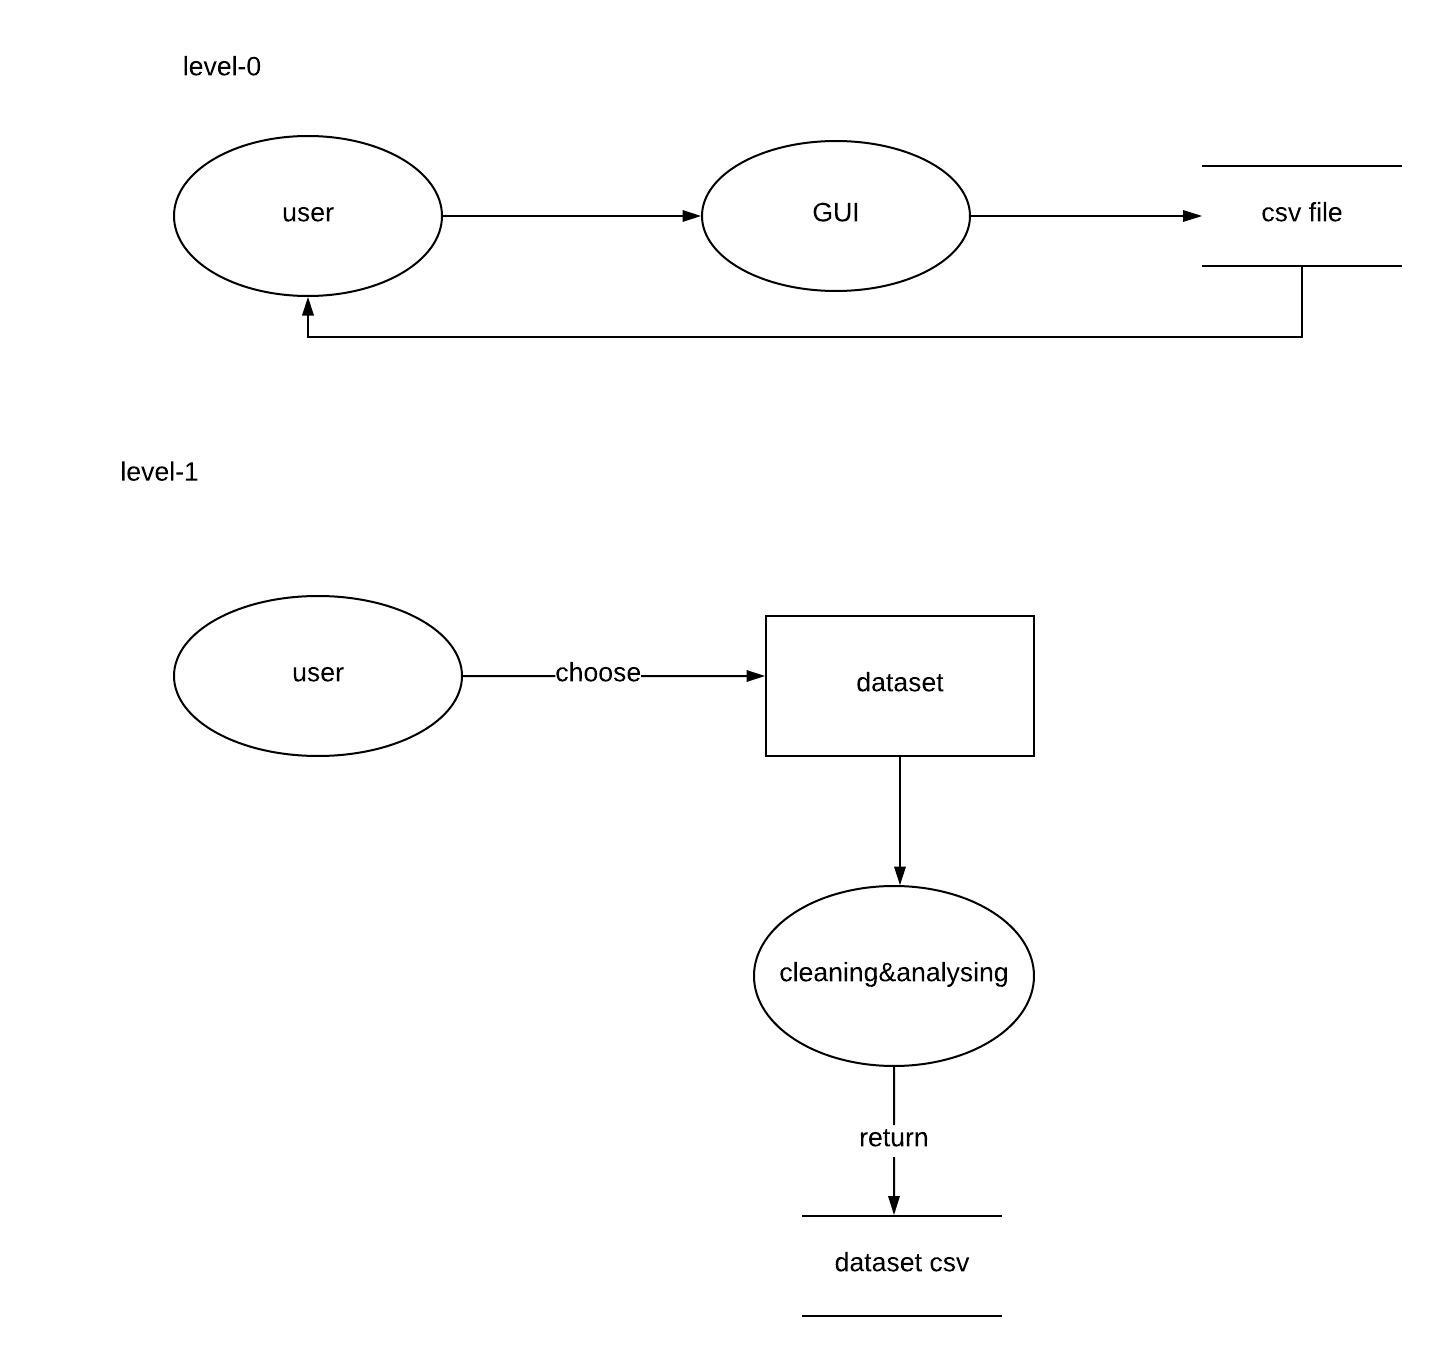 level-0
user
GUI
csv file
level-1
user
choose
dataset
cleaning&analysing
return
dataset csv